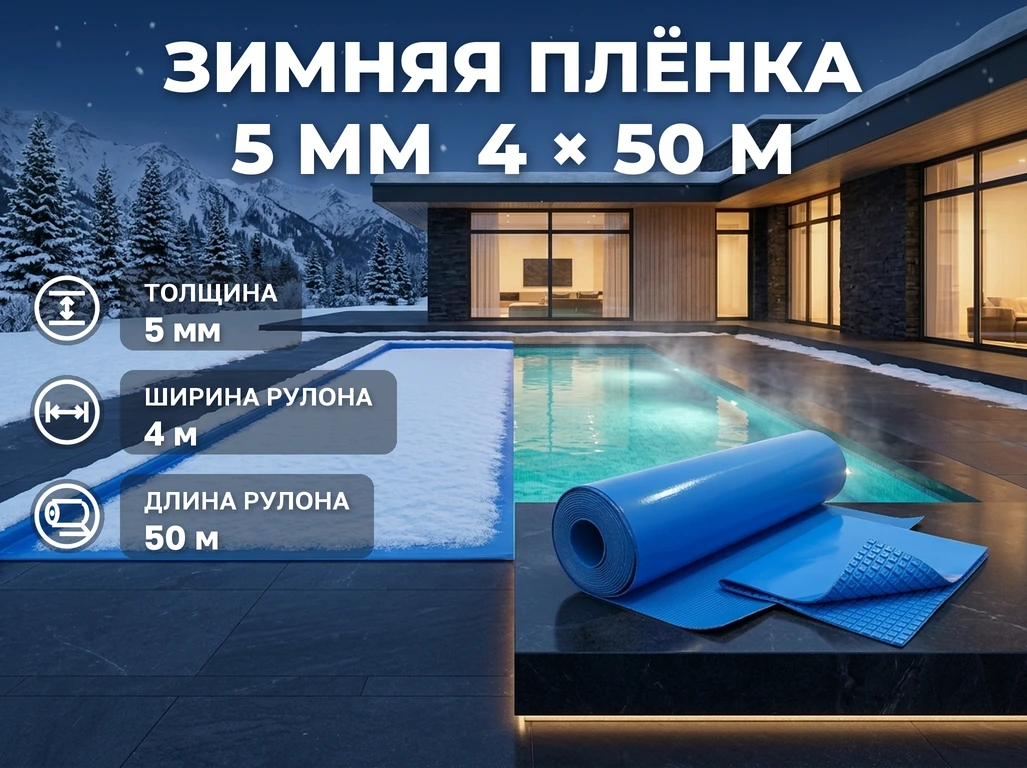 ЗИМНЯЯ ПЛЁНКА
5 ММ 4 × 50 М
ТОЛЩИНА
5 мм
ШИРИНА РУЛОНА
4 м
ДЛИНА РУЛОНА
50 м